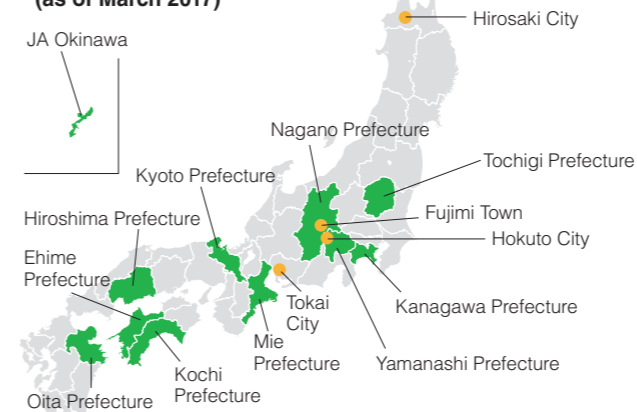 (as of March 2017)
Hirosaki City
JA Okinawa
Nagano Prefecture
Tochigi Prefecture
Kyoto Prefecture
Hiroshima Prefecture
Fujimi Town
Hokuto City
Ehime
Prefecture
Tokai
City
Kanagawa Prefecture
Mie
Prefecture
Yamanashi Prefecture
Kochi
Prefecture
Oita Prefecture